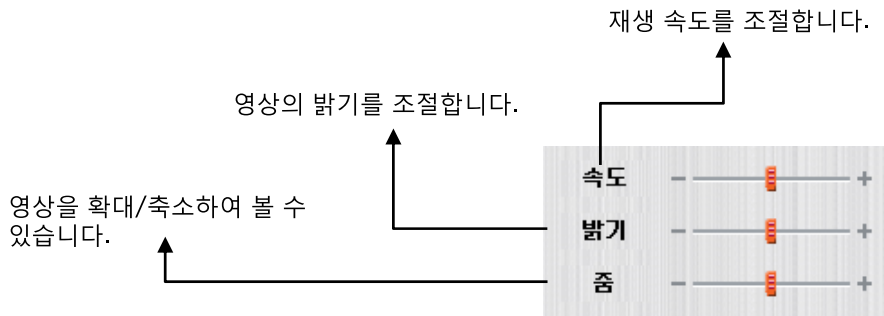 재생 속도를 조절합니다.
영상의 밝기를 조절합니다.
영상을 확대/축소하여 볼 수
있습니다.
속도 - +
밝기 - +
줌 - +